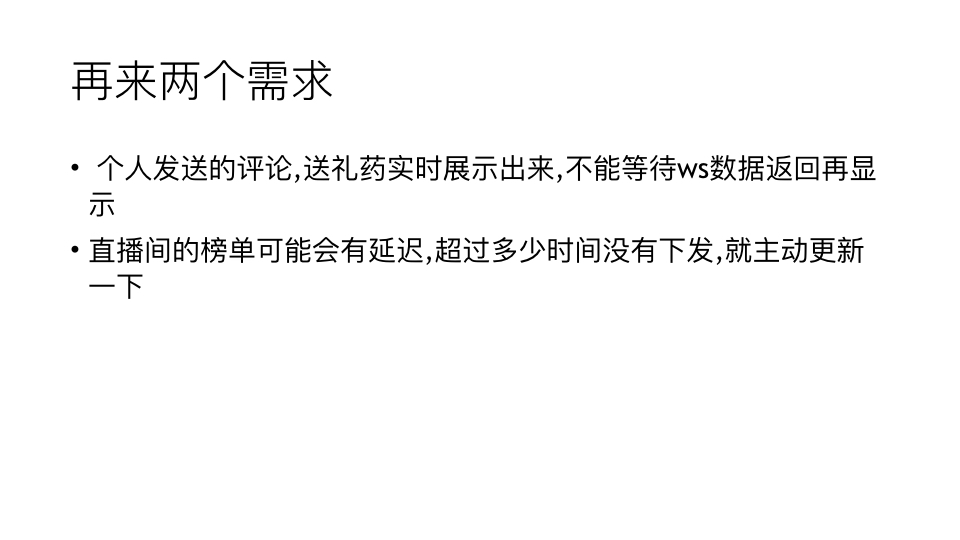 再来两个需求
• 个人发送的评论,送礼药实时展示出来,不能等待ws数据返回再显
示
• 直播间的榜单可能会有延迟,超过多少时间没有下发,就主动更新
一下